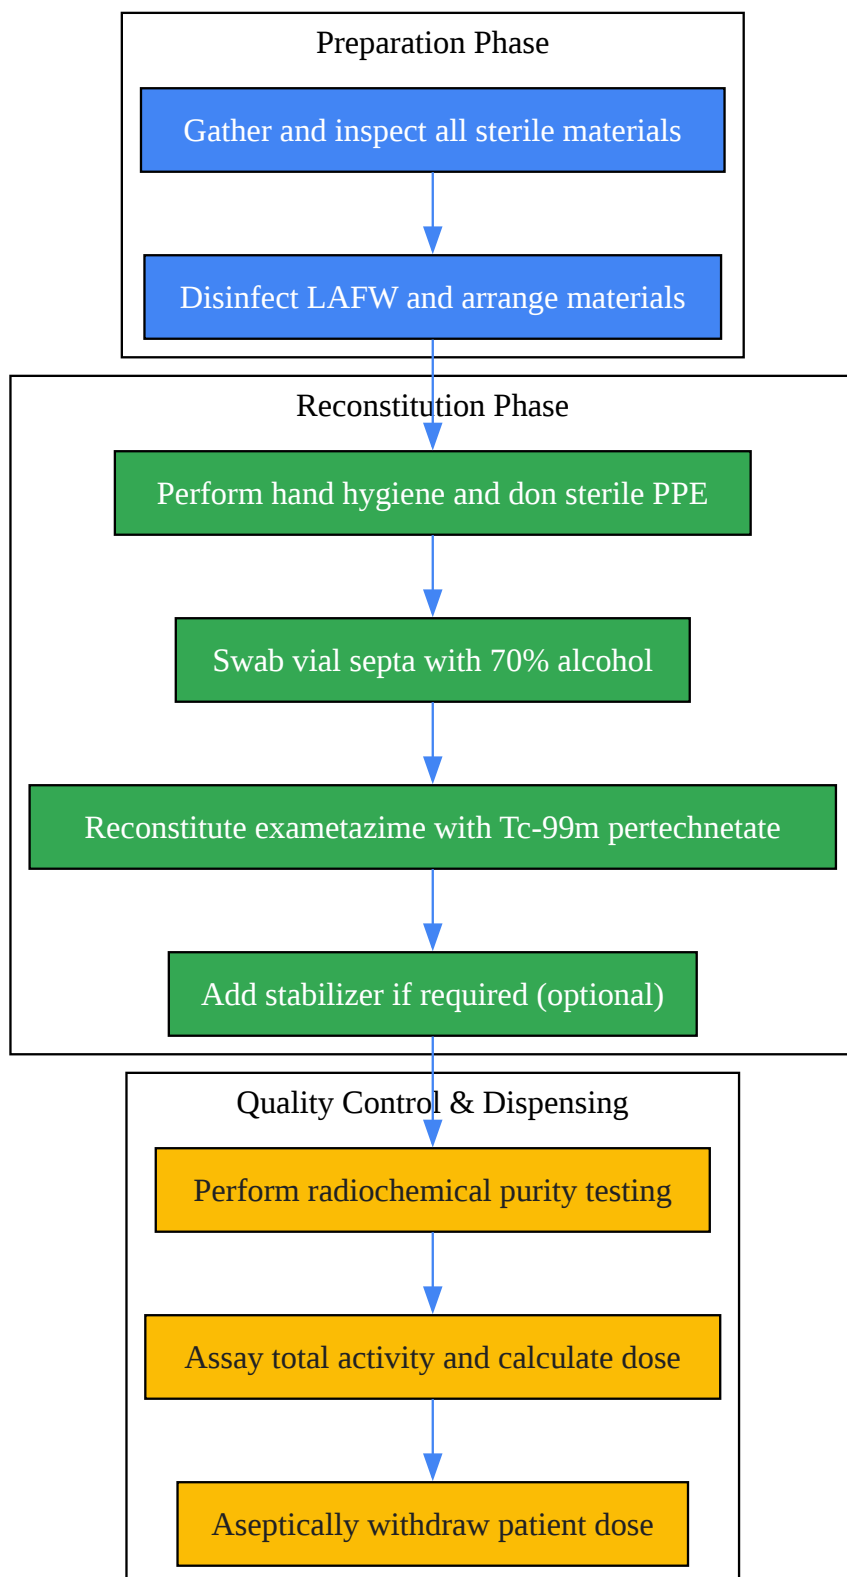 Preparation Phase
Gather and inspect all sterile materials
Disinfect LAFW and arrange materials
Reconstitution Phase
Perform hand hygiene and don sterile PPE
Swab vial septa with 70% alcohol
Reconstitute exametazime with Tc-99m pertechnetate
Add stabilizer if required (optional)
Quality Control & Dispensing
Perform radiochemical purity testing
Assay total activity and calculate dose
Aseptically withdraw patient dose